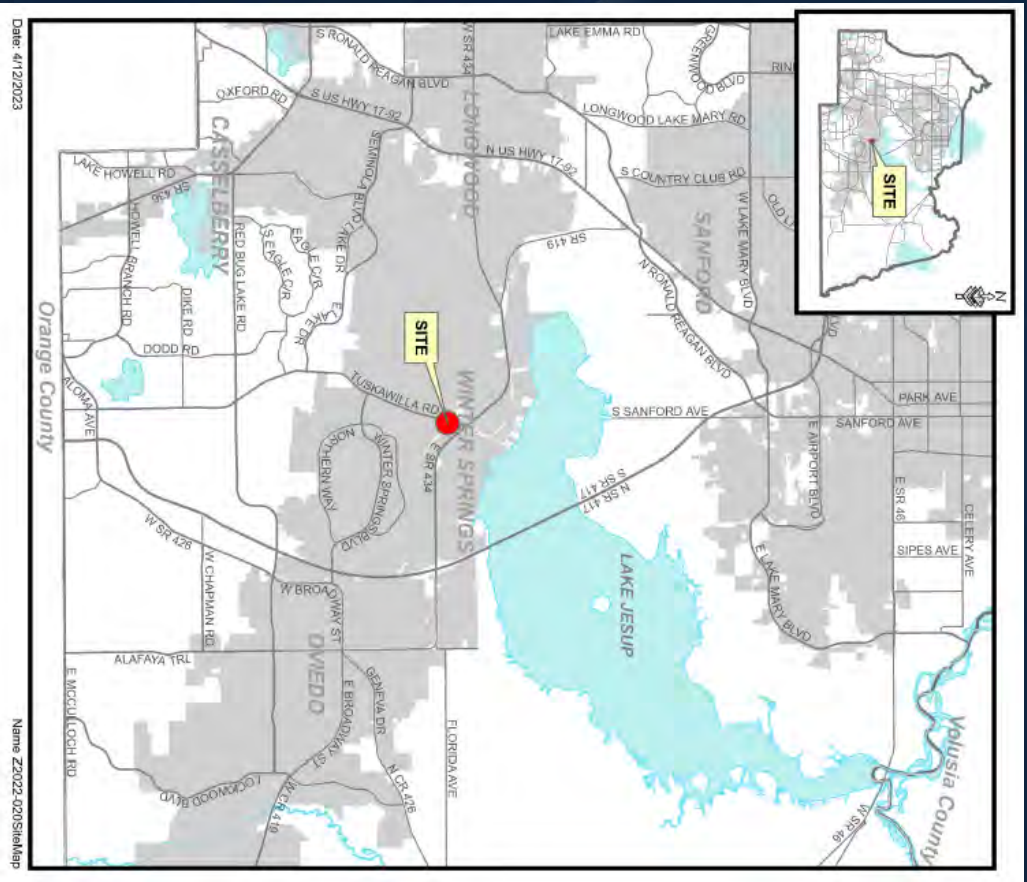 SITE
N
Volusia County
Orange County
SITE
LAKE EMMA RD
GREENWOOD BLVD
RIN
W SR 434
LONGWOOD
S RONALD REAGAN BLVD
LONGWOOD LAKE MARY RD
OXFORD RD
S US HWY 17-92
N US HWY 17-92
S COUNTRY CLUB RD
W LAKE MARY BLVD
OLD L
CASSELBERRY
SEMINOLA BLVD
LAKE HOWELL RD
SR 436
SANFORD
SR 419
N RONALD REAGAN BLVD
HOWELL BRANCH RD
RED BUG LAKE RD
S EAGLE CIR
EAGLE CIR
LAKE DR
E LAKE DR
DIKE RD
DODD RD
TUSKAWILLA RD
WINTER SPRINGS
E SR 434
ALOMA AVE
S SANFORD AVE
SANFORD AVE
PARK AVE
BLVD
E AIRPORT BLVD
E SR 46
CELERY AVE
SIPES AVE
NORTHERN WAY
WINTER SPRINGS BLVD
S SR 417
N SR 417
W SR 426
W CHAPMAN RD
W BROADWAY ST
LAKE JESUP
E LAKE MARY BLVD
OVIEDO
ALAFAYA TRL
GENEVA DR
E BROADWAY ST
E MCCULLOCH RD
FLORIDA AVE
LOCKWOOD BLVD
W CR 419
N CR 426
W SR 46
Date: 4/12/2023
Name Z2022-020SiteMap